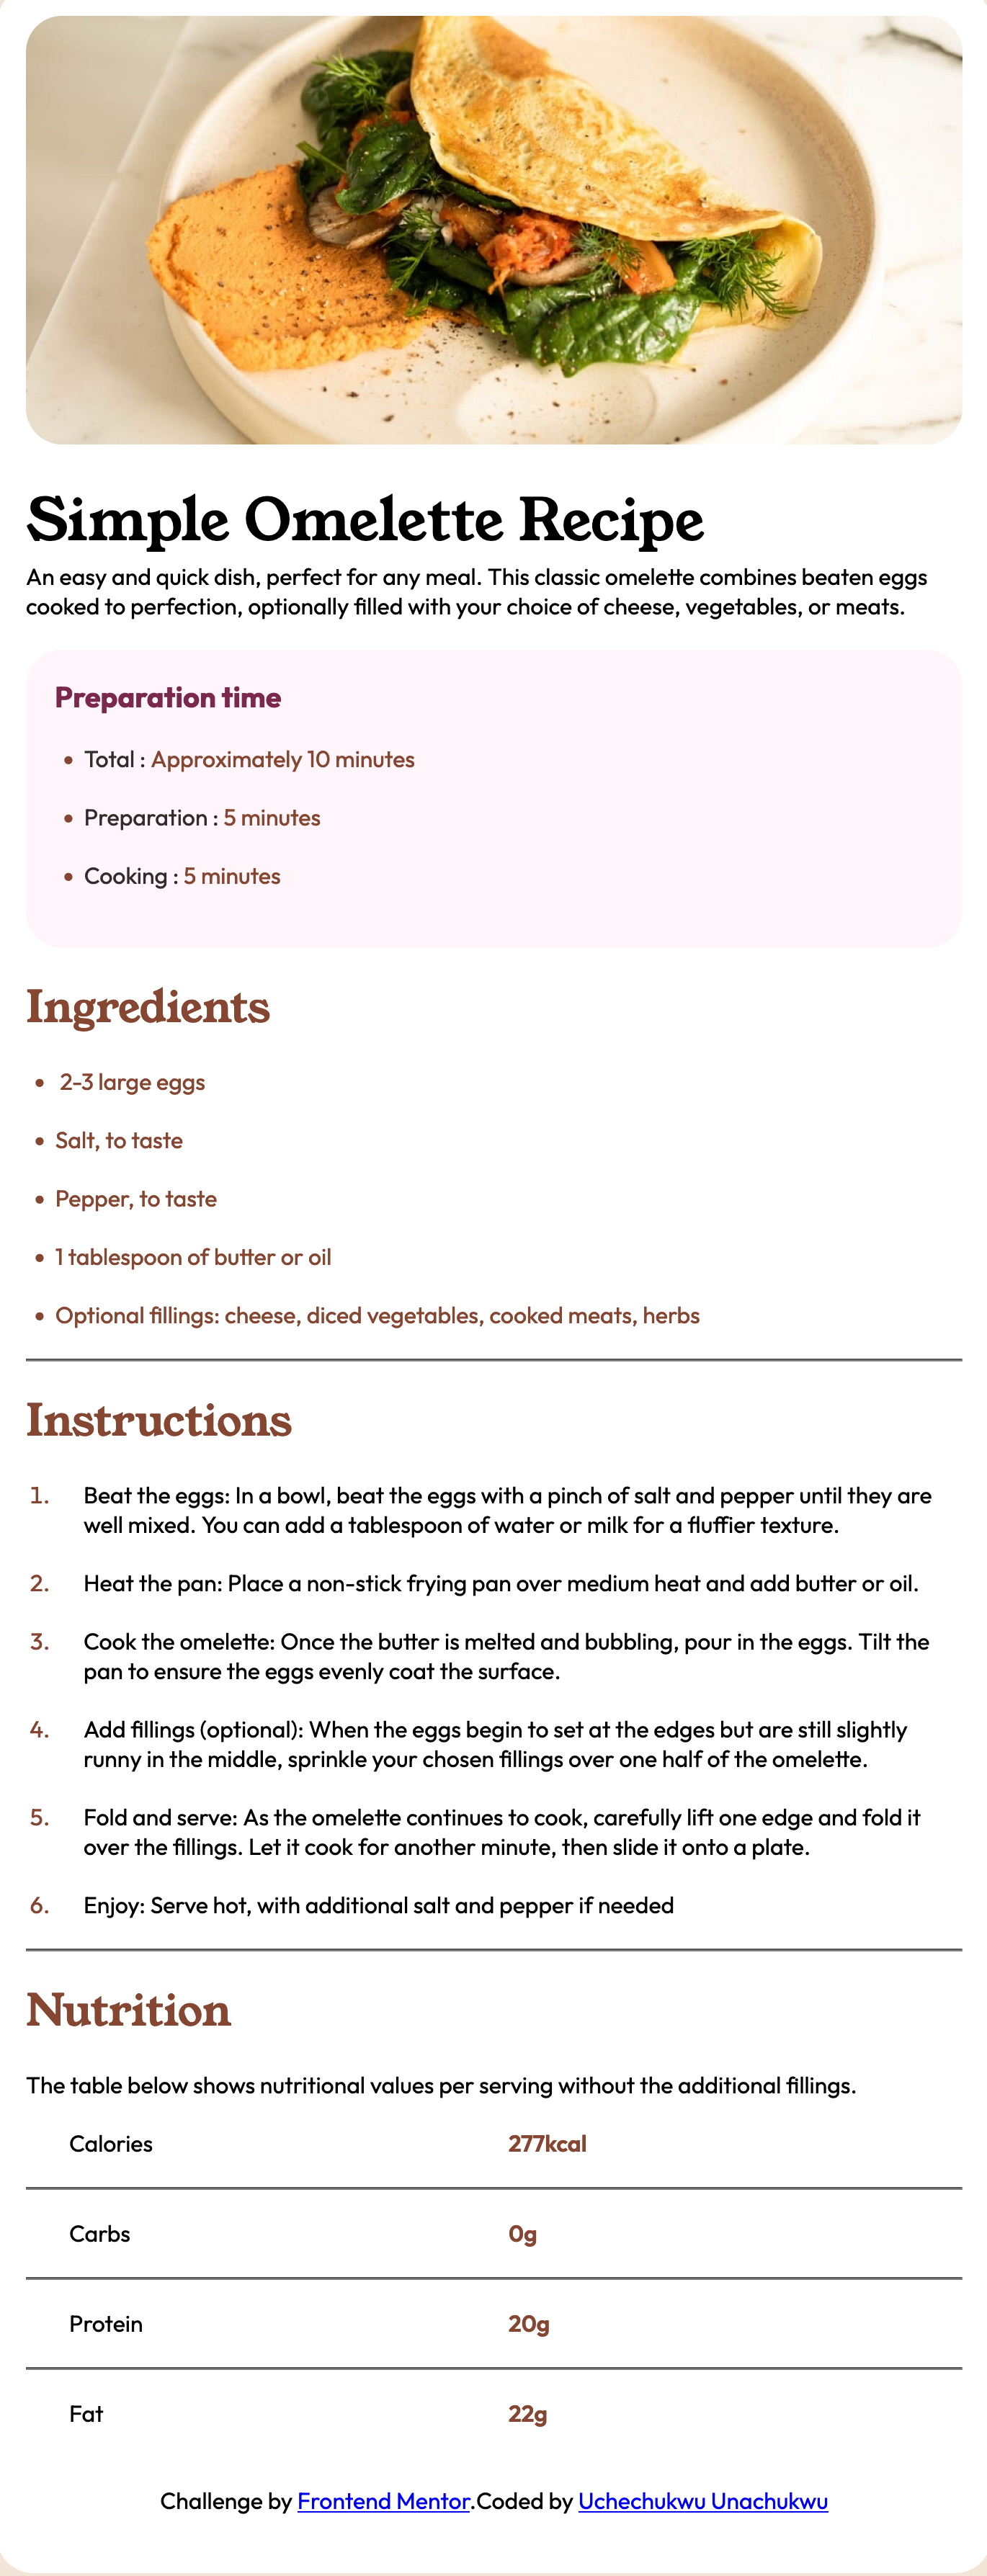 Simple Omelette Recipe
An easy and quick dish, perfect for any meal. This classic omelette combines beaten eggs
cooked to perfection, optionally filled with your choice of cheese, vegetables, or meats.
Preparation time
• Total : Approximately 10 minutes
• Preparation : 5 minutes
• Cooking : 5 minutes
Ingredients
• 2-3 large eggs
• Salt, to taste
• Pepper, to taste
• 1 tablespoon of butter or oil
• Optional fillings: cheese, diced vegetables, cooked meats, herbs
Instructions
1. Beat the eggs: In a bowl, beat the eggs with a pinch of salt and pepper until they are
well mixed. You can add a tablespoon of water or milk for a fluffier texture.
2. Heat the pan: Place a non-stick frying pan over medium heat and add butter or oil.
3. Cook the omelette: Once the butter is melted and bubbling, pour in the eggs. Tilt the
pan to ensure the eggs evenly coat the surface.
4. Add fillings (optional): When the eggs begin to set at the edges but are still slightly
runny in the middle, sprinkle your chosen fillings over one half of the omelette.
5. Fold and serve: As the omelette continues to cook, carefully lift one edge and fold it
over the fillings. Let it cook for another minute, then slide it onto a plate.
6. Enjoy: Serve hot, with additional salt and pepper if needed
Nutrition
The table below shows nutritional values per serving without the additional fillings.
Calories 277kcal
Carbs 0g
Protein 20g
Fat 22g
Challenge by Frontend Mentor.Coded by Uchechukwu Unachukwu